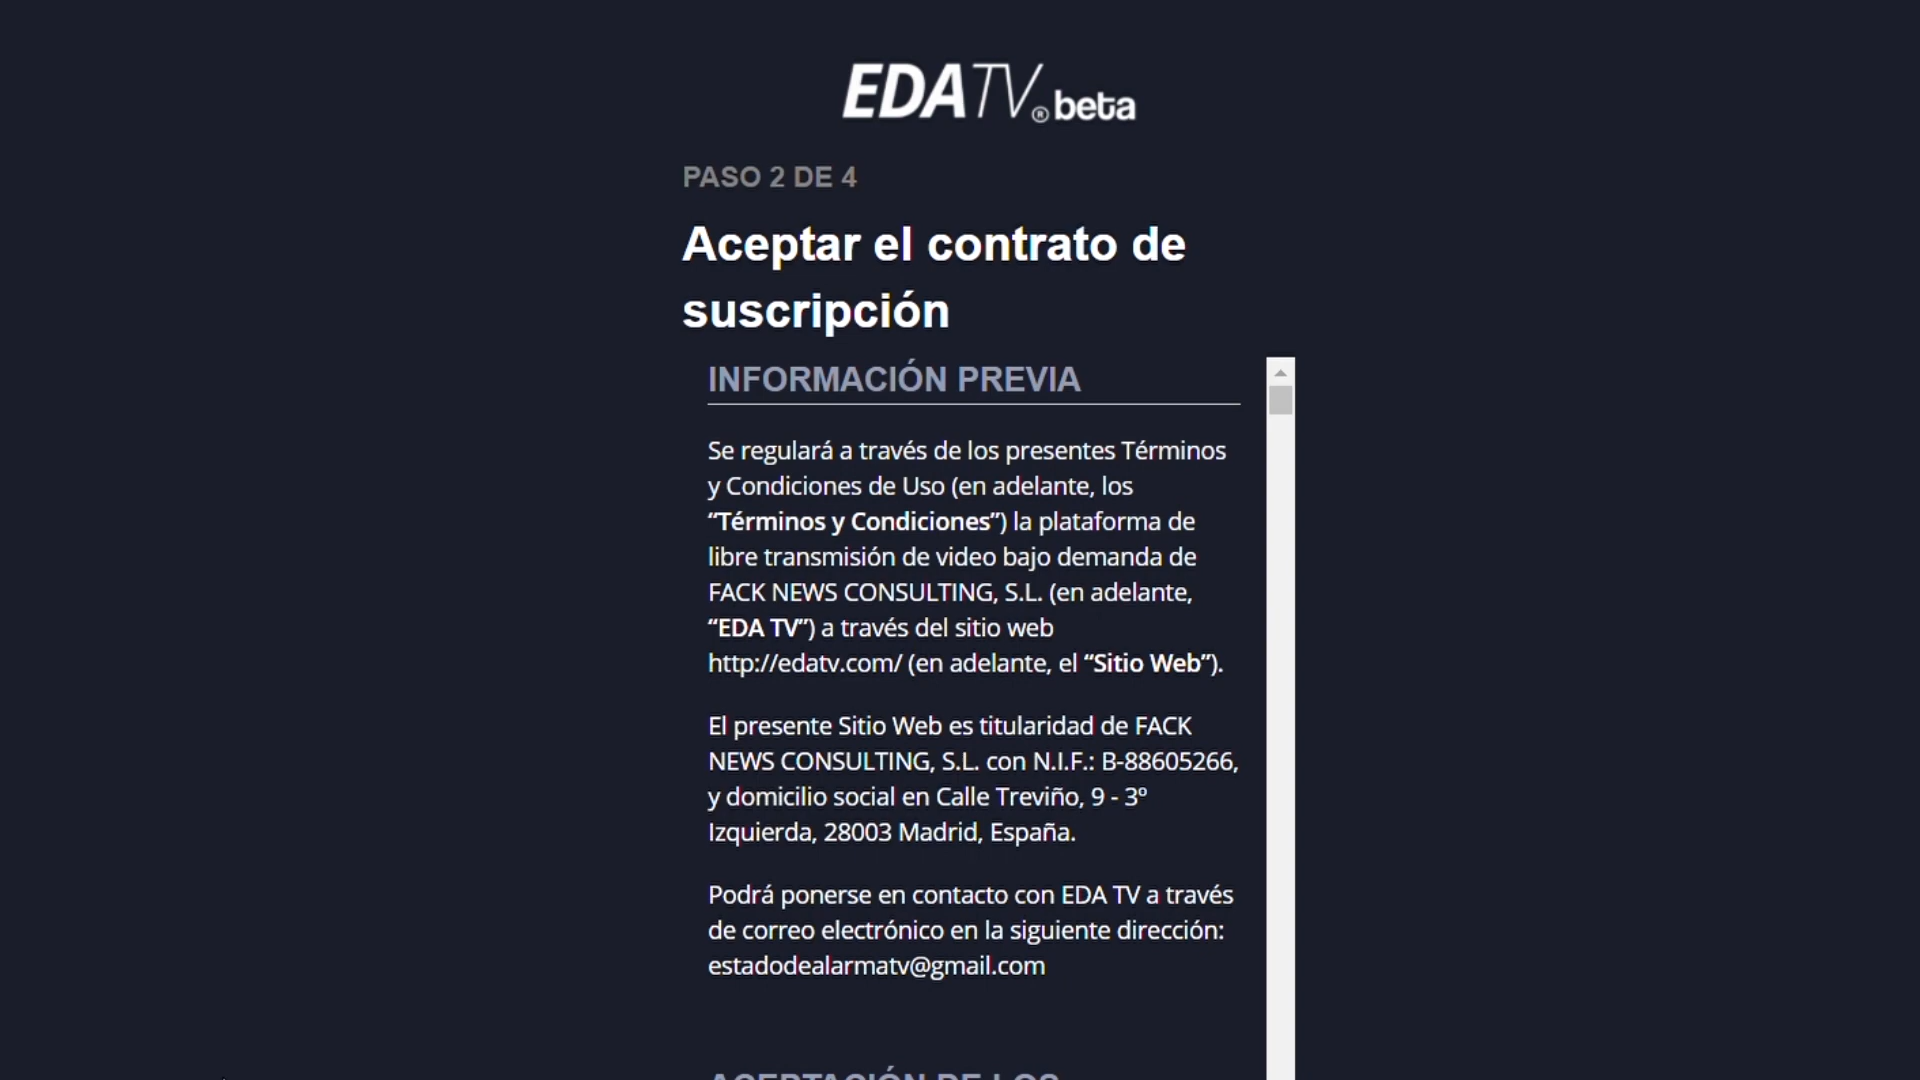 EDATV® beta
PASO 2 DE 4
Aceptar el contrato de
suscripción
INFORMACIÓN PREVIA
Se regulará a través de los presentes Términos
y Condiciones de Uso (en adelante, los
“Términos y Condiciones”) la plataforma de
libre transmisión de video bajo demanda de
FACK NEWS CONSULTING, S.L. (en adelante,
“EDA TV”) a través del sitio web
http://edatv.com/ (en adelante, el “Sitio Web”).
El presente Sitio Web es titularidad de FACK
NEWS CONSULTING, S.L. con N.I.F.: B-88605266,
y domicilio social en Calle Treviño, 9 - 3º
Izquierda, 28003 Madrid, España.
Podrá ponerse en contacto con EDA TV a través
de correo electrónico en la siguiente dirección:
estadodealarmatv@gmail.com
ACEPTACIÓN DE LOS